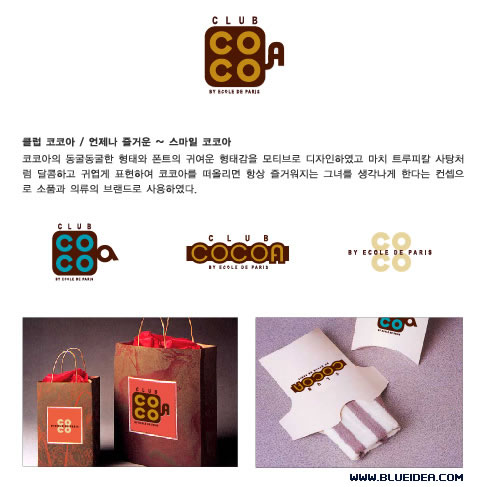 CLUB
COCOA
BY ECOLE DE PARIS
클럽 코코아 / 언제나 즐거운 ~ 스마일 코코아
코코아의 동굴동굴한 형태와 폰트의 귀여운 형태감을 모티브로 디자인하였고 마치 트루피칼 사탕처
럼 달콤하고 귀엽게 표현하여 코코아를 떠올리면 항상 즐거워지는 그녀를 생각나게 한다는 컨셉으
로 소품과 의류의 브랜드로 사용하였다.
CLUB
COCOa
BY ECOLE DE PARIS
CLUB
COCOA
BY ECOLE DE PARIS
CO
BY ECOLE DE PARIS
CO
COCO
CLUB
COCOA
COCOA
COCOA
CLUB
WWW.BLUEIDEA.COM